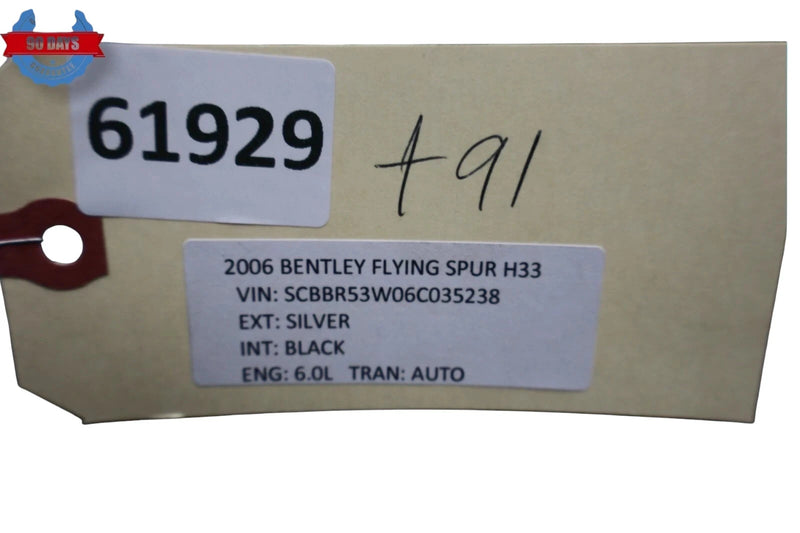 90 DAYS
GUARANTEE
61929
+91
2006 BENTLEY FLYING SPUR H33
VIN: SCBBR53W06C035238
EXT: SILVER
INT: BLACK
ENG: 6.0L TRAN: AUTO